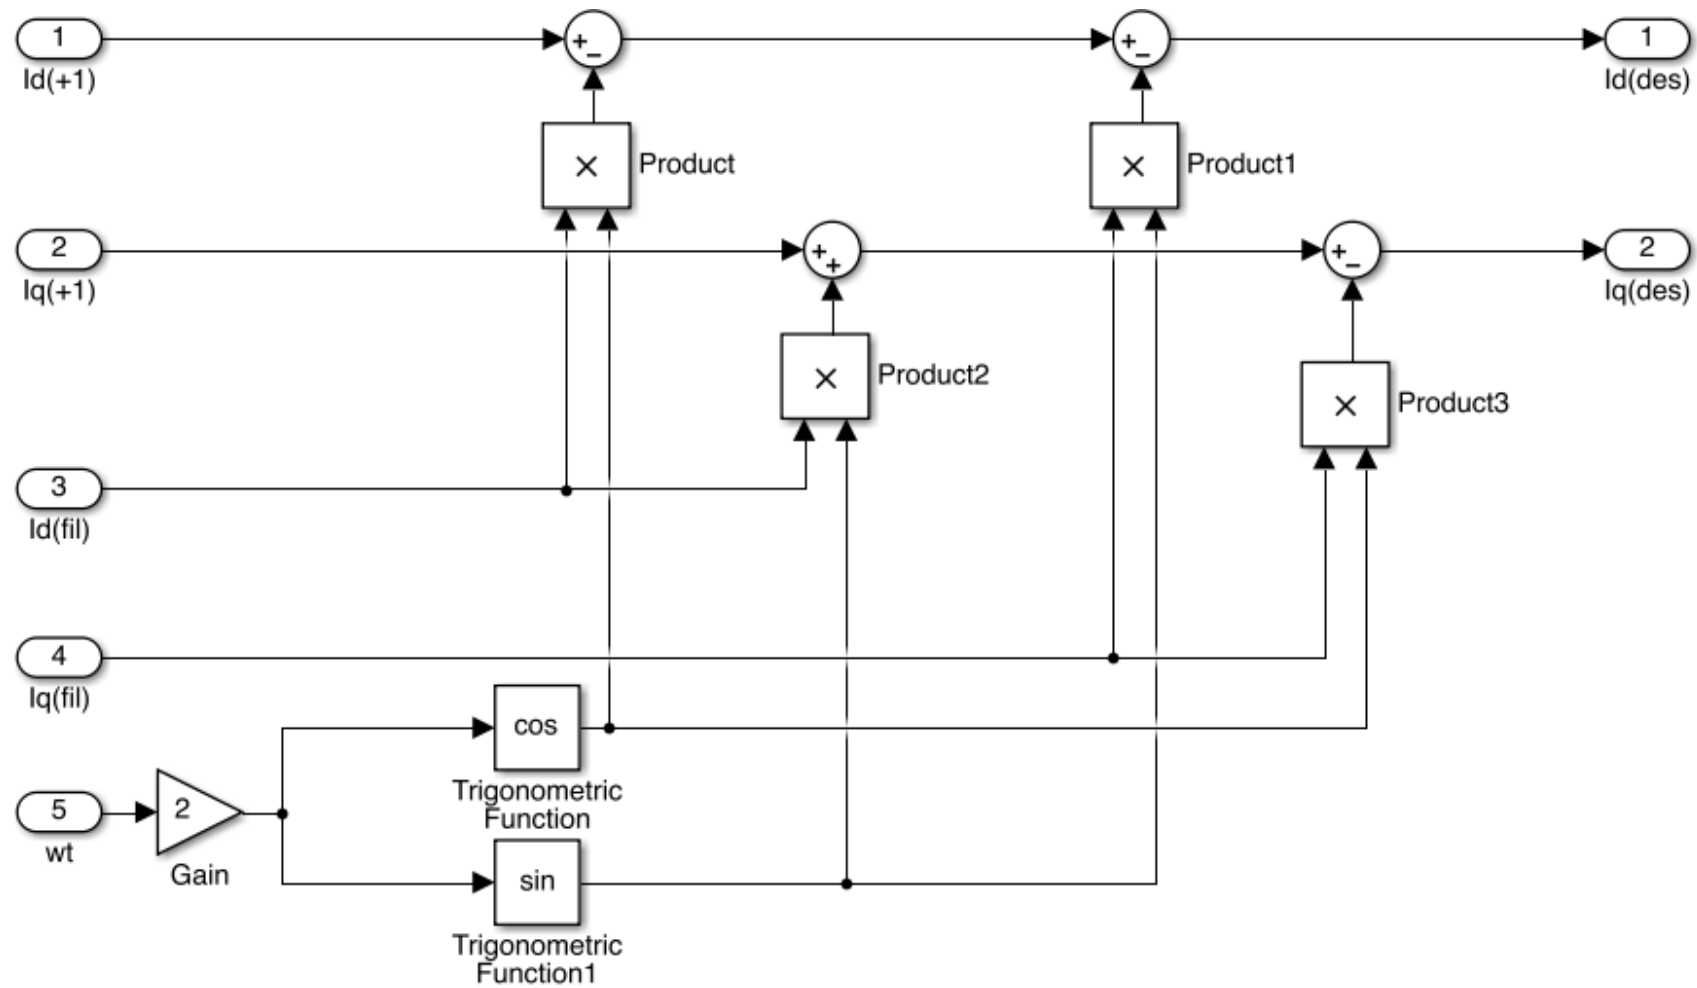 1
+
−
+
−
1
Id(+1)
Id(des)
×
Product
×
Product1
2
+
+
+
−
2
Iq(+1)
Iq(des)
×
Product2
×
Product3
3
Id(fil)
4
Iq(fil)
cos
Trigonometric
Function
5
2
wt
Gain
sin
Trigonometric
Function1